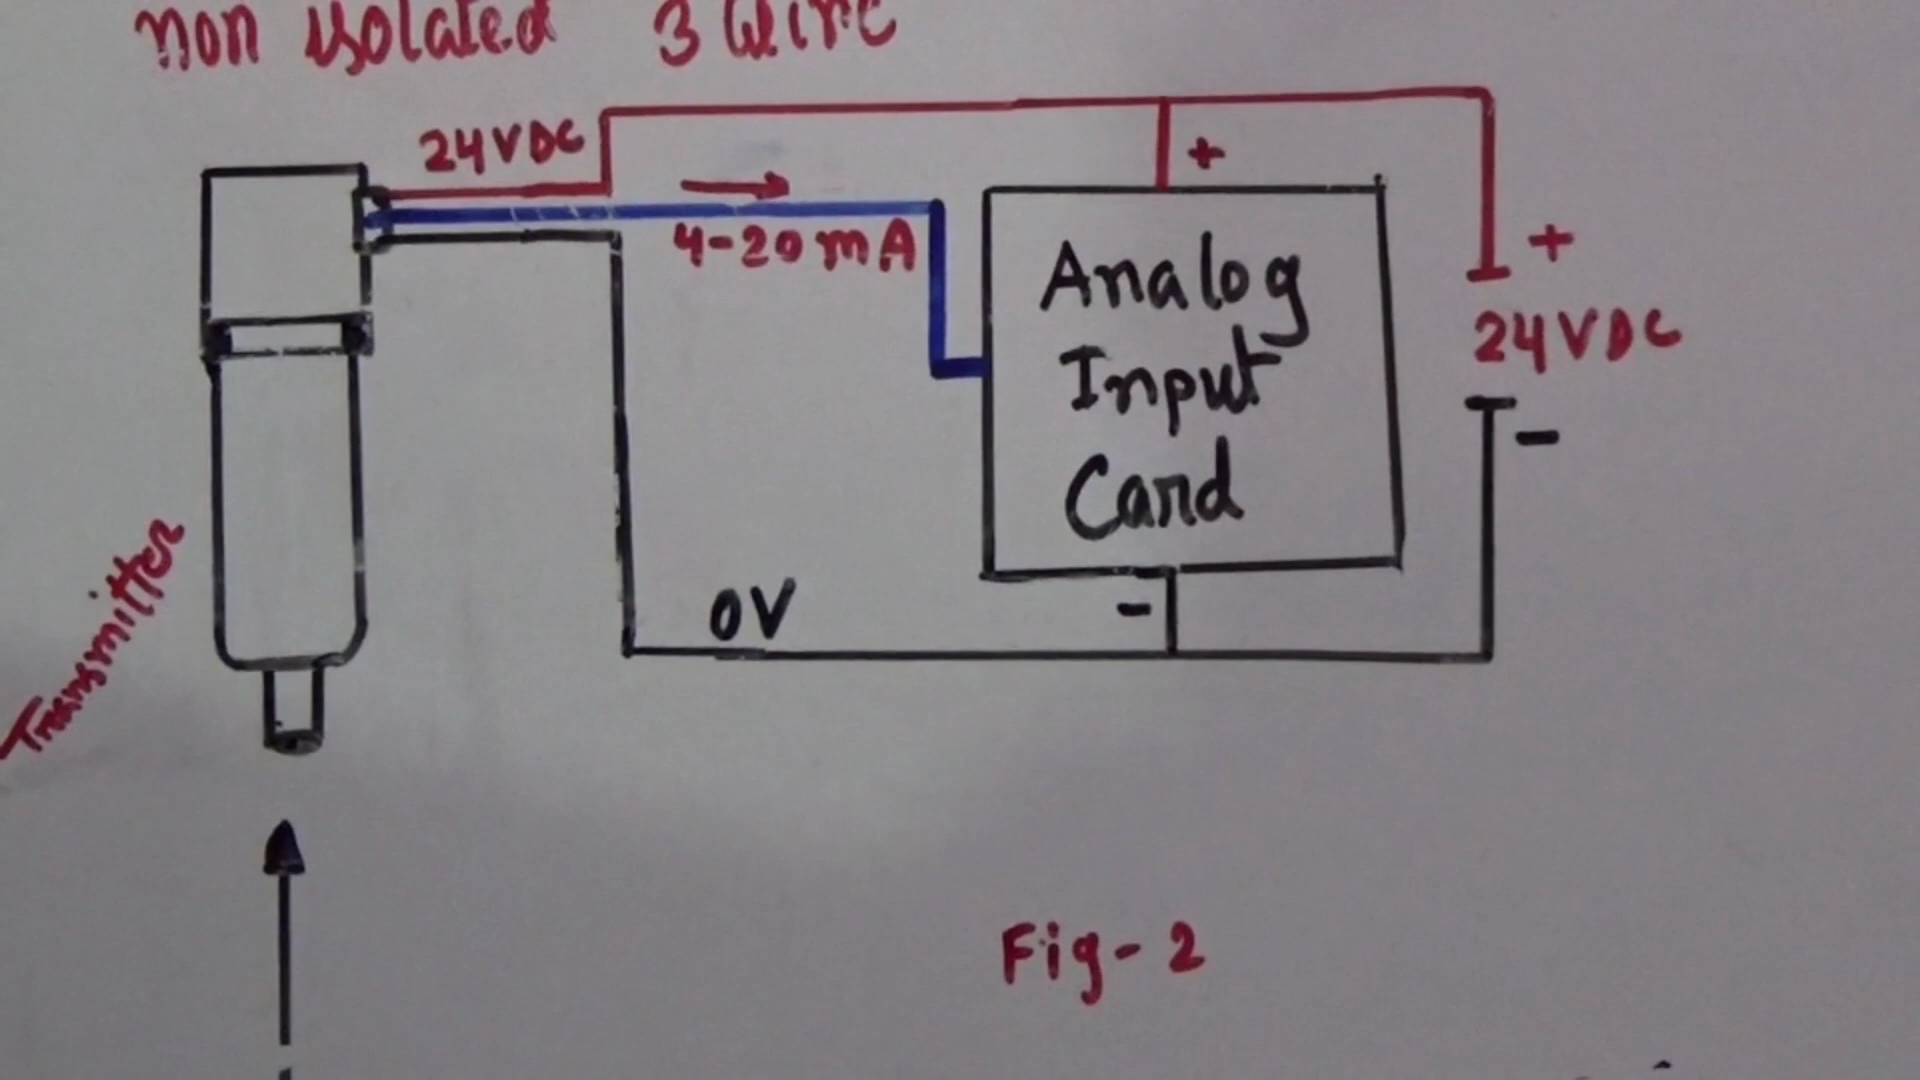 non isolated 3 wire
24VDC
+
4-20mA
+
Analog
Input
Card
24VDC
-
Transmitter
0V
-
Fig-2